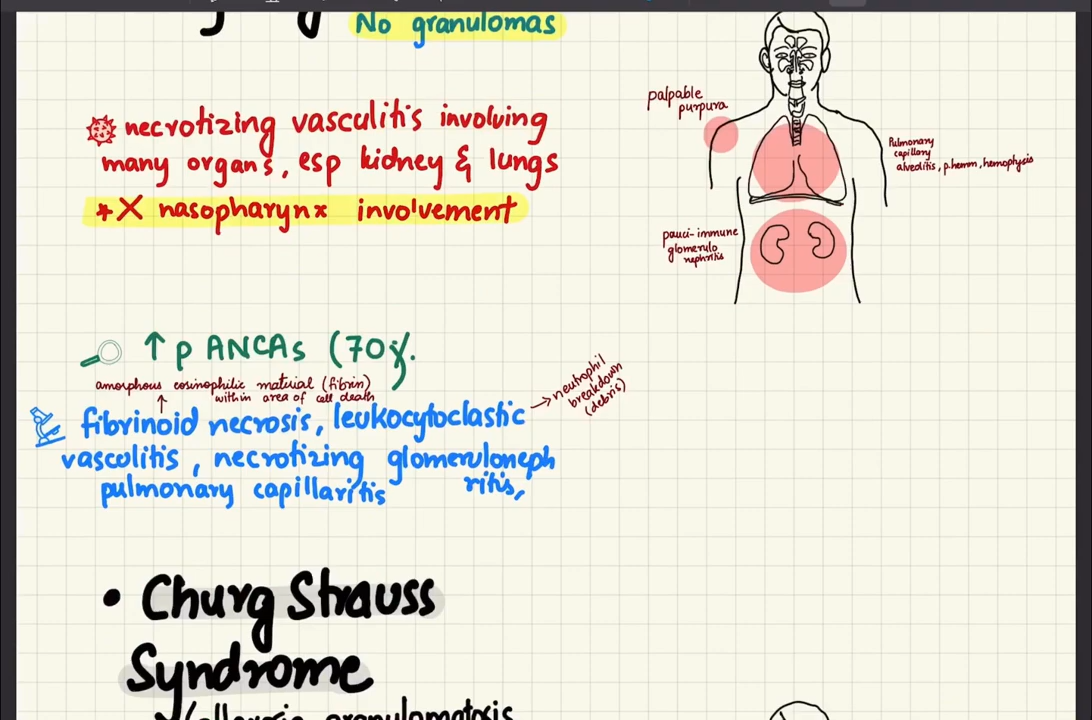 No granulomas
necrotizing vasculitis involving
many organs, esp kidney & lungs
* X nasopharynx involvement
palpable
purpura
Pulmonary
capillary
alveolitis, p.hemm, hemophysis
pauci-immune
glomerulo
nephritis
↑ p ANCAs (70%)
amorphous eosinophilic material (fibrin)
within area of cell death
↑
fibrinoid necrosis, leukocytoclastic
→ neutrophil
breakdown
(debris)
vasculitis, necrotizing glomeruloneph
ritis,
pulmonary capillaritis
• Churg Strauss
Syndrome